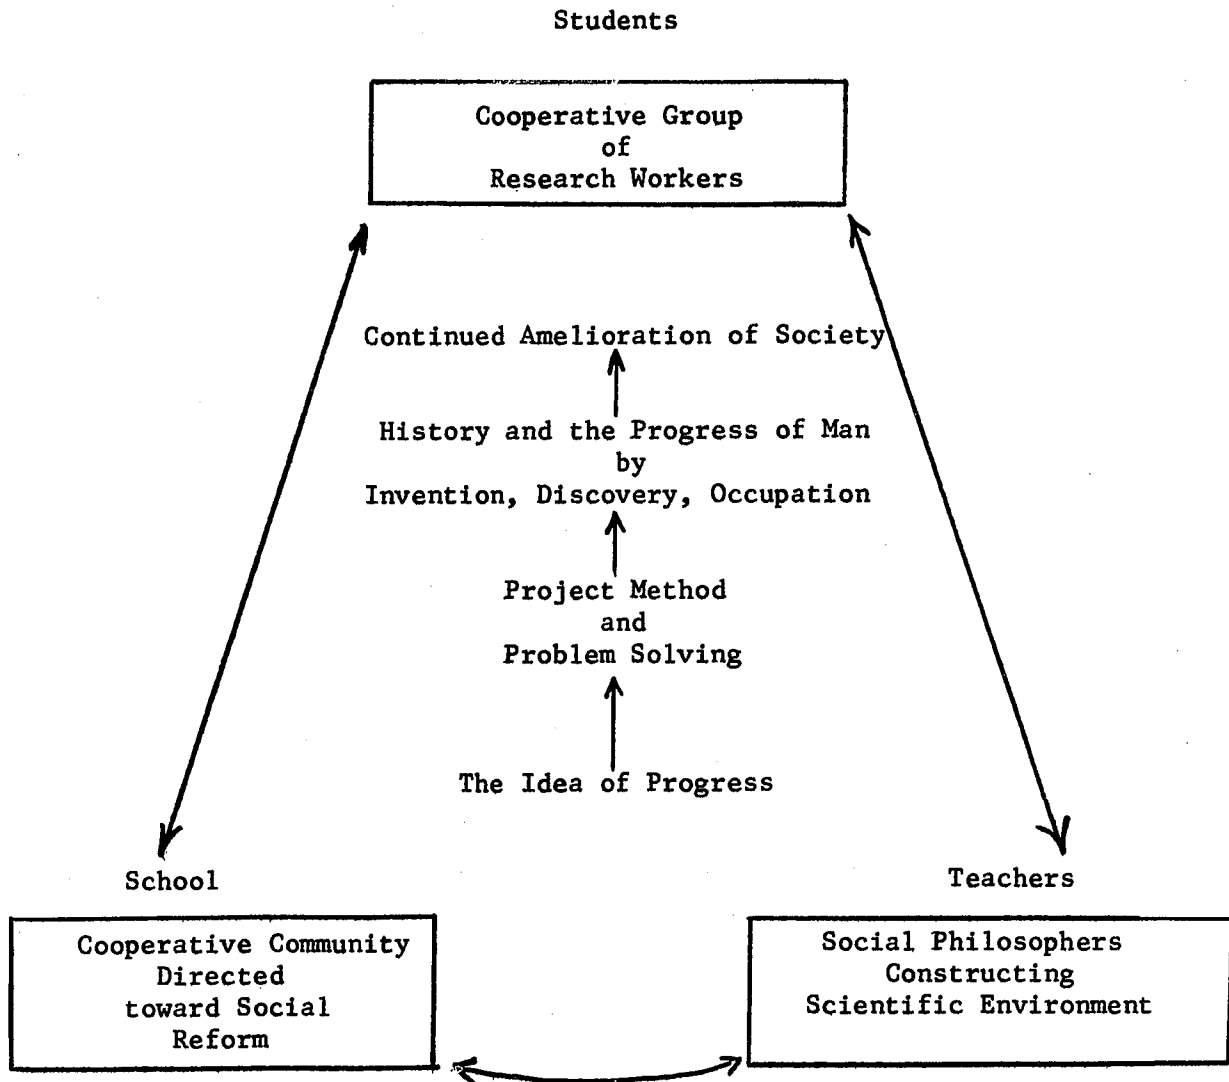 Students
Cooperative Group
of
Research Workers
Continued Amelioration of Society
History and the Progress of Man
by
Invention, Discovery, Occupation
Project Method
and
Problem Solving
The Idea of Progress
School
Cooperative Community
Directed
toward Social
Reform
Teachers
Social Philosophers
Constructing
Scientific Environment